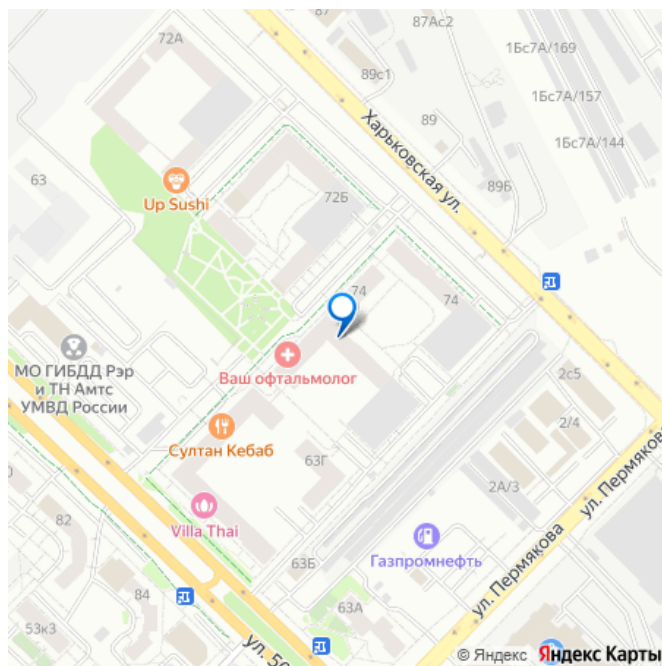 87
87Ас2
72А
1Бс7А/169
89с1
1Бс7А/157
Харьковская ул.
89
1Бс7А/144
63
89Б
Up Sushi
72Б
74
74
МО ГИБДД Рэр
и ТН Амтс
УМВД России
Ваш офтальмолог
2с5
2/4
Султан Кебаб
63Г
2А/3
ул. Пермякова
Villa Thai
82
Газпромнефть
ул. Пермякова
63Б
84
63А
53к3
ул. 50
© Яндекс Яндекс Карты